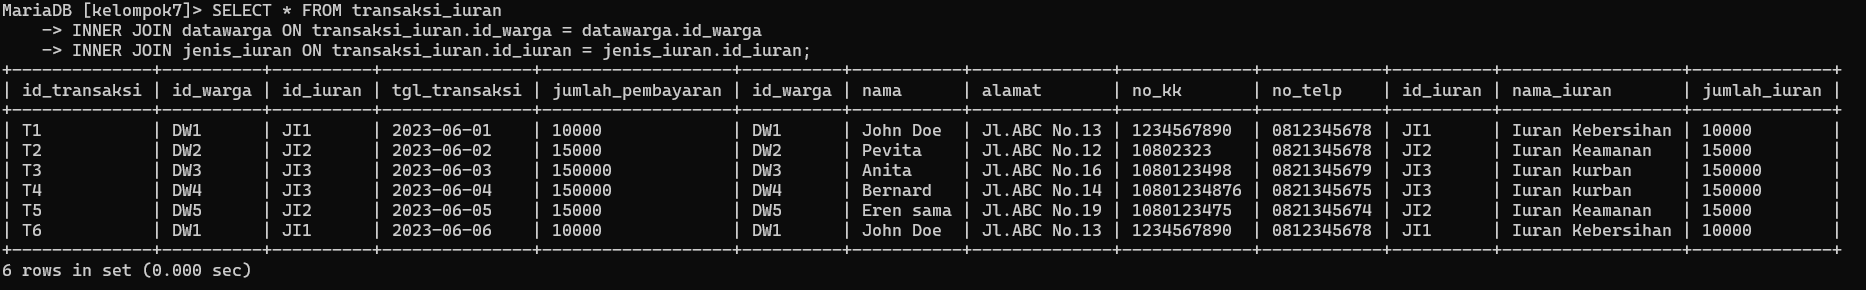 MariaDB [kelompok7]> SELECT * FROM transaksi_iuran
    -> INNER JOIN datawarga ON transaksi_iuran.id_warga = datawarga.id_warga
    -> INNER JOIN jenis_iuran ON transaksi_iuran.id_iuran = jenis_iuran.id_iuran;
+--------------+----------+----------+---------------+-------------------+----------+-----------+-------------+-------------+------------+----------+------------------+--------------+
| id_transaksi | id_warga | id_iuran | tgl_transaksi | jumlah_pembayaran | id_warga | nama      | alamat      | no_kk       | no_telp    | id_iuran | nama_iuran       | jumlah_iuran |
+--------------+----------+----------+---------------+-------------------+----------+-----------+-------------+-------------+------------+----------+------------------+--------------+
| T1           | DW1      | JI1      | 2023-06-01    | 10000             | DW1      | John Doe  | Jl.ABC No.13 | 1234567890  | 0812345678 | JI1      | Iuran Kebersihan | 10000        |
| T2           | DW2      | JI2      | 2023-06-02    | 15000             | DW2      | Pevita    | Jl.ABC No.12 | 10802323    | 0821345678 | JI2      | Iuran Keamanan   | 15000        |
| T3           | DW3      | JI3      | 2023-06-03    | 150000            | DW3      | Anita     | Jl.ABC No.16 | 1080123498  | 0821345679 | JI3      | Iuran kurban     | 150000       |
| T4           | DW4      | JI3      | 2023-06-04    | 150000            | DW4      | Bernard   | Jl.ABC No.14 | 10801234876 | 0821345675 | JI3      | Iuran kurban     | 150000       |
| T5           | DW5      | JI2      | 2023-06-05    | 15000             | DW5      | Eren sama | Jl.ABC No.19 | 1080123475  | 0821345674 | JI2      | Iuran Keamanan   | 15000        |
| T6           | DW1      | JI1      | 2023-06-06    | 10000             | DW1      | John Doe  | Jl.ABC No.13 | 1234567890  | 0812345678 | JI1      | Iuran Kebersihan | 10000        |
+--------------+----------+----------+---------------+-------------------+----------+-----------+-------------+-------------+------------+----------+------------------+--------------+
6 rows in set (0.000 sec)